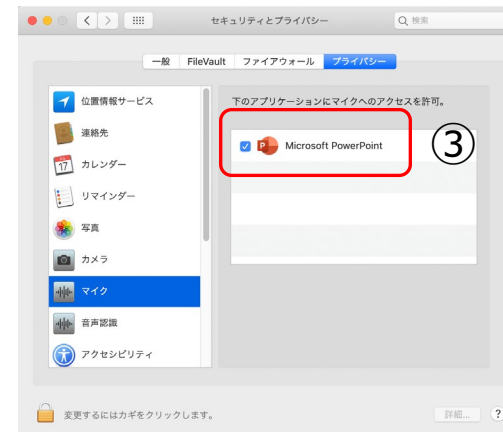 セキュリティとプライバシー
検索
一般 FileVault ファイアウォール プライバシー
位置情報サービス
連絡先
17 カレンダー
リマインダー
写真
カメラ
マイク
音声認識
アクセシビリティ
下のアプリケーションにマイクへのアクセスを許可。
Microsoft PowerPoint
③
変更するにはカギをクリックします。
詳細... ?